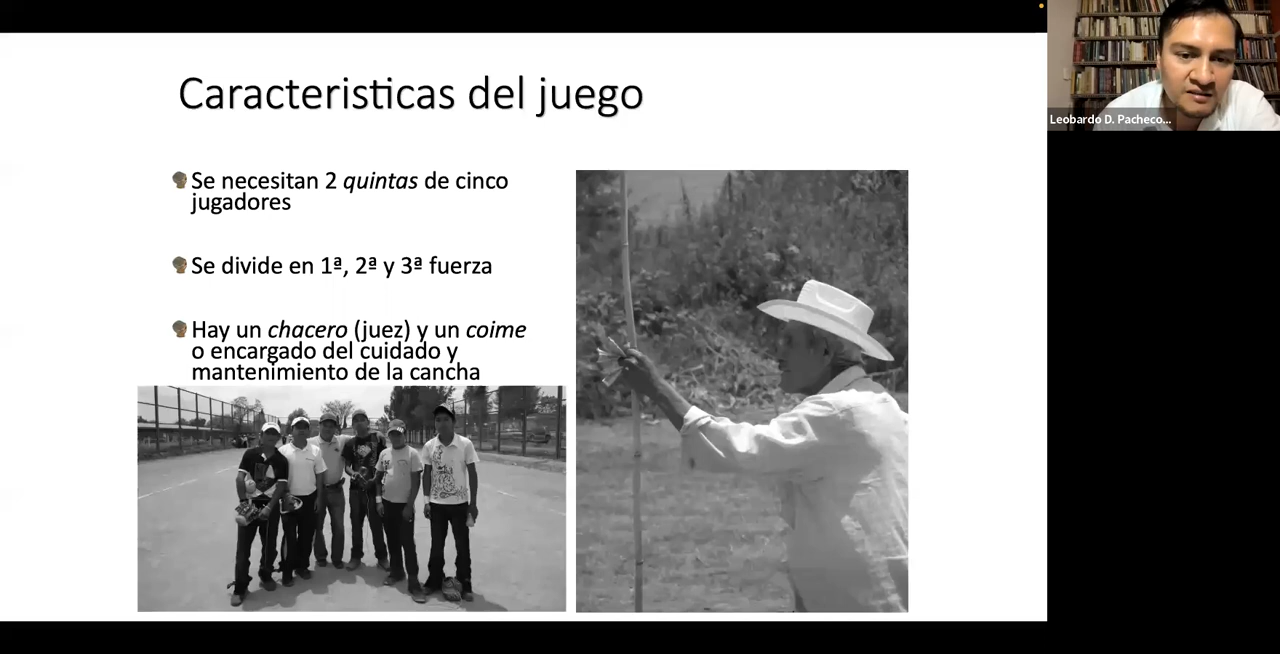 Caracteristicas del juego
Se necesitan 2 quintas de cinco
jugadores
Se divide en 1ª, 2ª y 3ª fuerza
Hay un chacero (juez) y un coime
o encargado del cuidado y
mantenimiento de la cancha
Leobardo D. Pacheco...